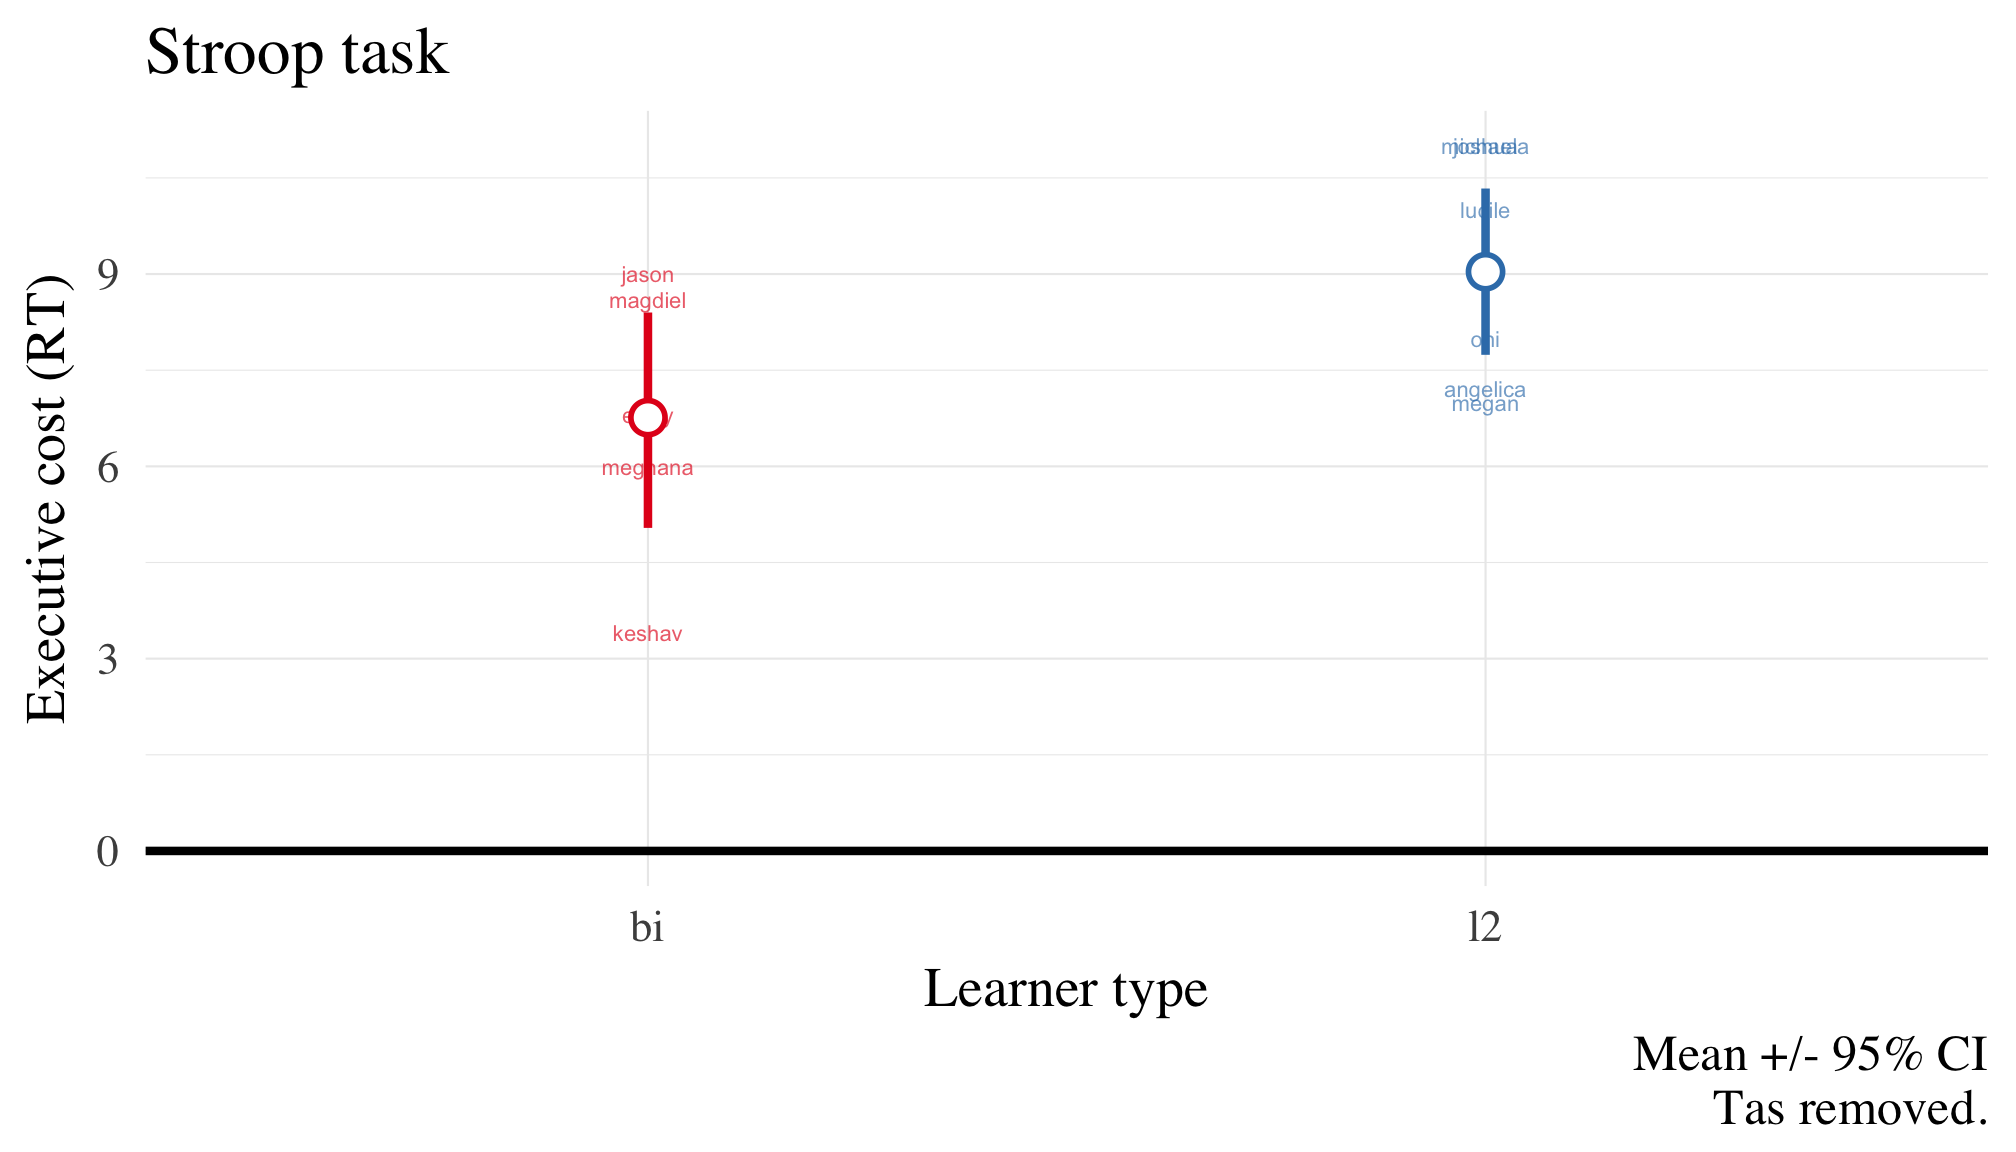 Stroop task
Executive cost (RT)
9
6
3
0
jason
magdiel
meghana
keshav
lucile
angelica
megan
bi
l2
Learner type
Mean +/- 95% CI
Tas removed.